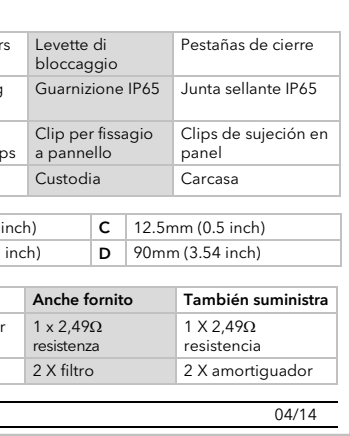 rs Levette di Pestañas de cierre
bloccaggio
g Guarnizione IP65 Junta sellante IP65
Clip per fissagio Clips de sujeción en
ps a pannello panel
Custodia Carcasa
inch) C 12.5mm (0.5 inch)
inch) D 90mm (3.54 inch)
Anche fornito También suministra
r 1 x 2,49Ω 1 X 2,49Ω
resistenza resistencia
2 X filtro 2 X amortiguador
04/14